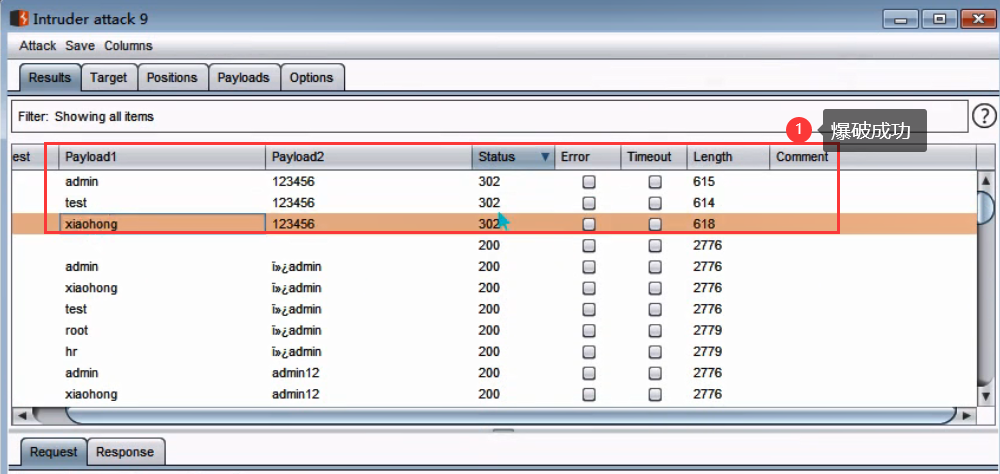 Intruder attack 9
Attack Save Columns
Results Target Positions Payloads Options
Filter: Showing all items
?
1 爆破成功
est Payload1 Payload2 Status Error Timeout Length Comment
admin 123456 302 615
test 123456 302 614
xiaohong 123456 302 618
200 2776
admin ï»¿admin 200 2776
xiaohong ï»¿admin 200 2776
test ï»¿admin 200 2776
root ï»¿admin 200 2779
hr ï»¿admin 200 2779
admin admin12 200 2776
xiaohong admin12 200 2776
Request Response